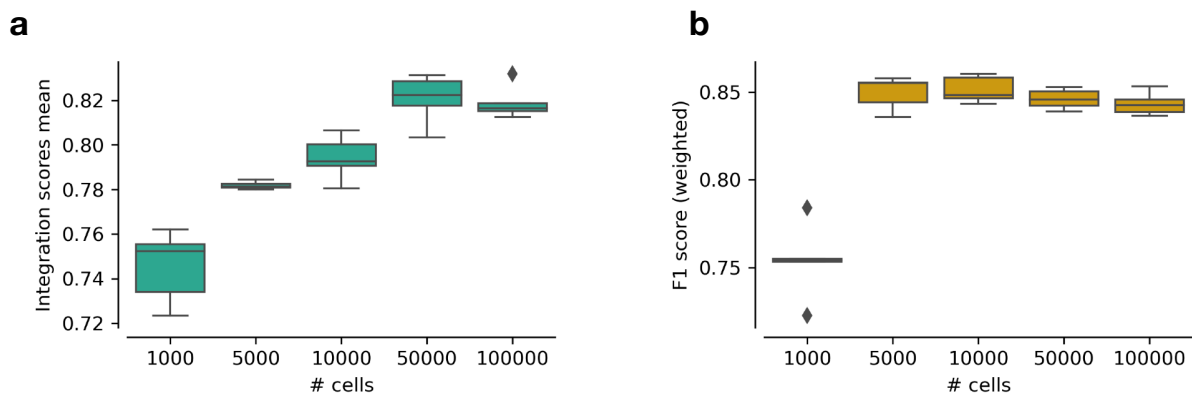 a
Integration scores mean
0.82
0.80
0.78
0.76
0.74
0.72
1000 5000 10000 50000 100000
# cells
b
F1 score (weighted)
0.85
0.80
0.75
1000 5000 10000 50000 100000
# cells